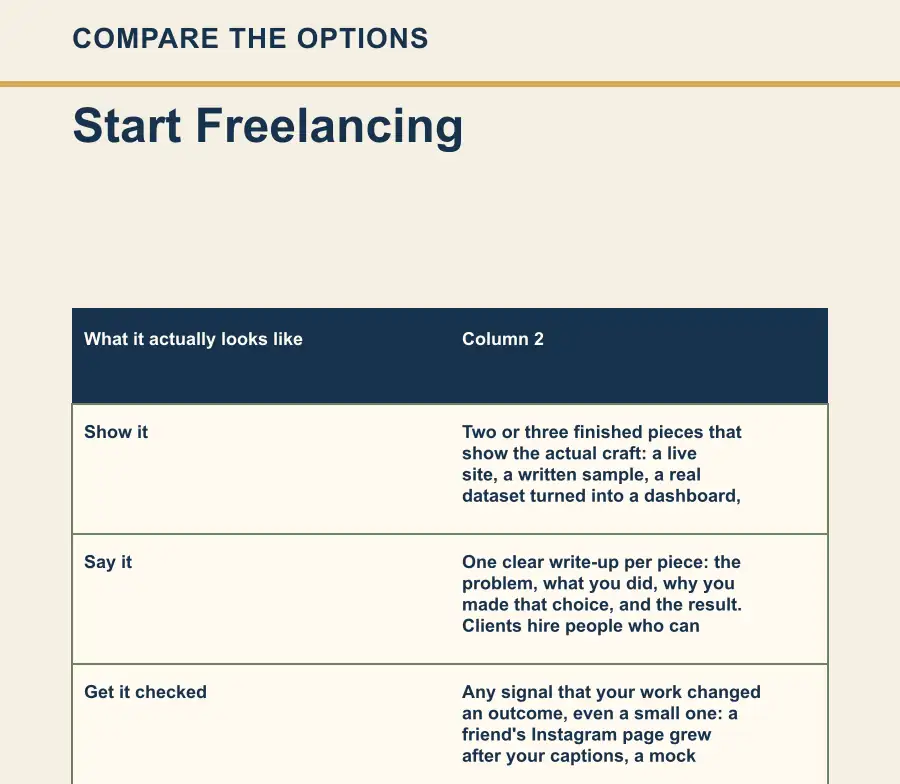 COMPARE THE OPTIONS
Start Freelancing
What it actually looks like
Column 2
Show it
Two or three finished pieces that
show the actual craft: a live
site, a written sample, a real
dataset turned into a dashboard,
Say it
One clear write-up per piece: the
problem, what you did, why you
made that choice, and the result.
Clients hire people who can
Get it checked
Any signal that your work changed
an outcome, even a small one: a
friend's Instagram page grew
after your captions, a mock